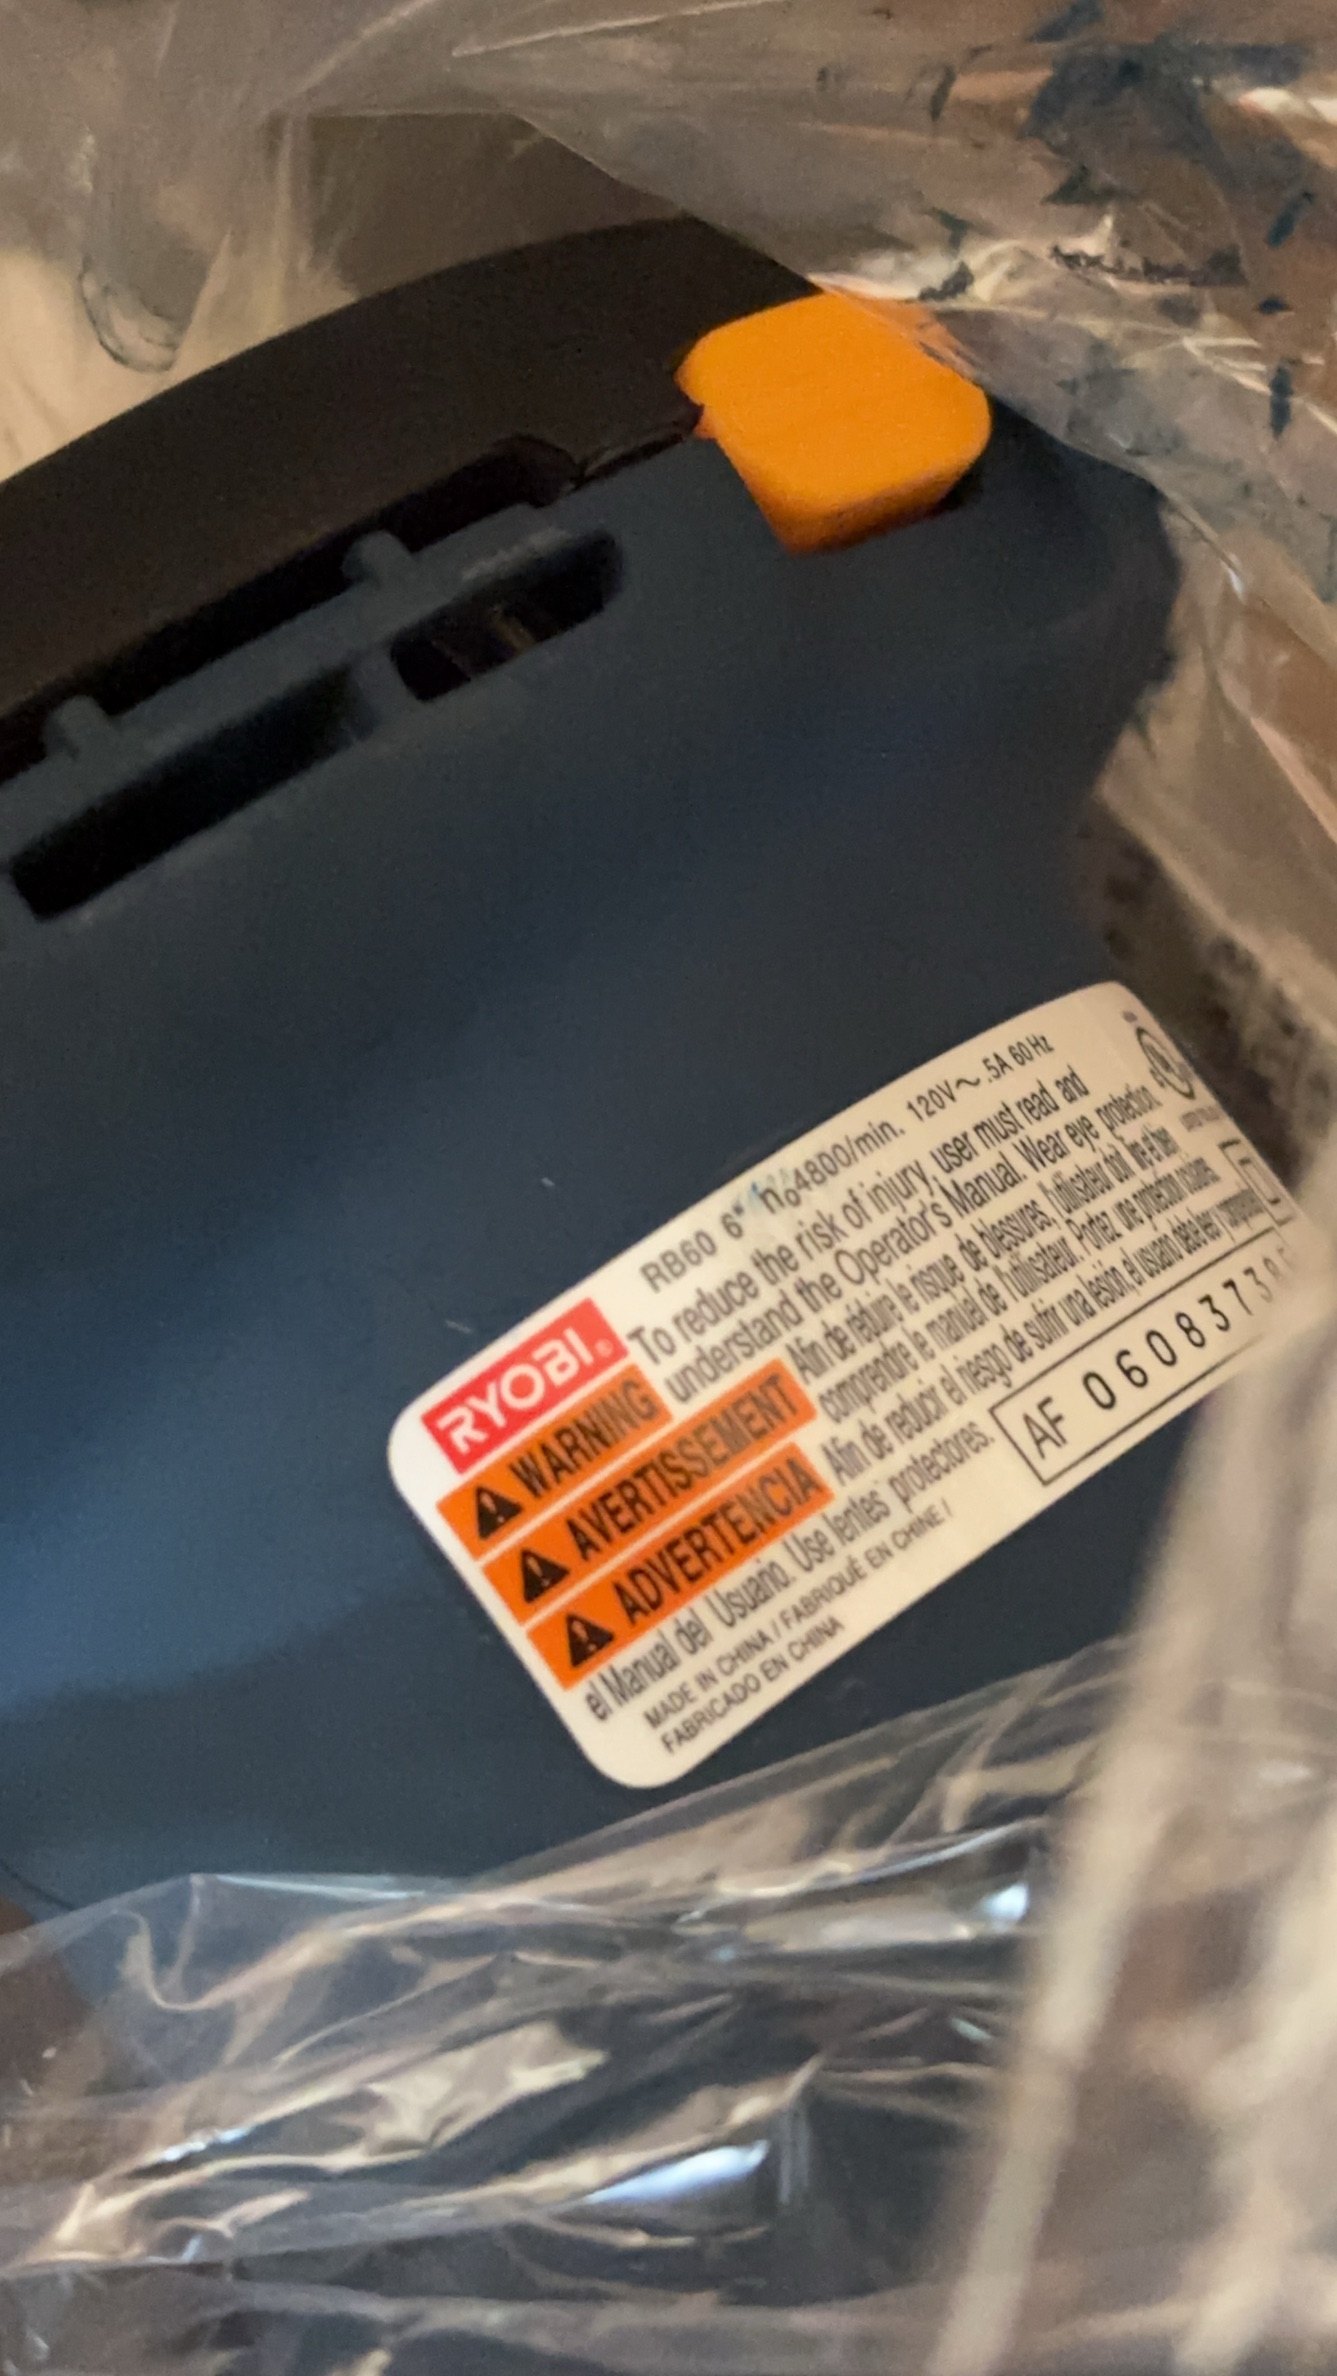 RYOBI®
RB60 6" n₀4800/min. 120V~ .5A 60 Hz
WARNING To reduce the risk of injury, user must read and
understand the Operator's Manual. Wear eye protection.
AVERTISSEMENT Afin de réduire le risque de blessures, l'utilisateur doit lire et bien
comprendre le manuel de l'utilisateur. Portez une protection
ADVERTENCIA Afin de reducir el riesgo de sufrir una lesión, el usuario debe leer y
el Manual del Usuario. Use lentes protectores.
MADE IN CHINA / FABRIQUÉ EN CHINE /
FABRICADO EN CHINA
AF 0608373